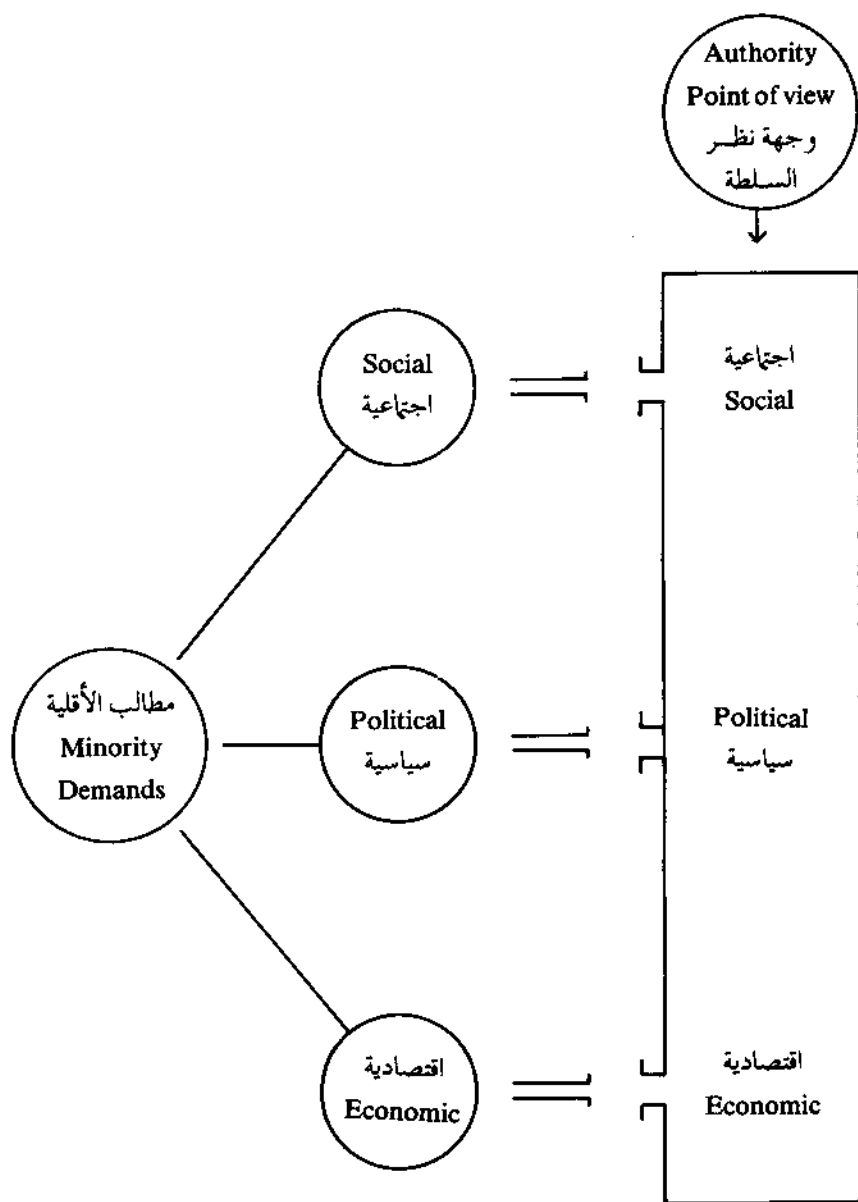 Authority
Point of view
وجهة نظر
السلطة
Social
اجتماعية
اجتماعية
Social
مطالب الأقلية
Minority
Demands
Political
سياسية
Political
سياسية
اقتصادية
Economic
اقتصادية
Economic